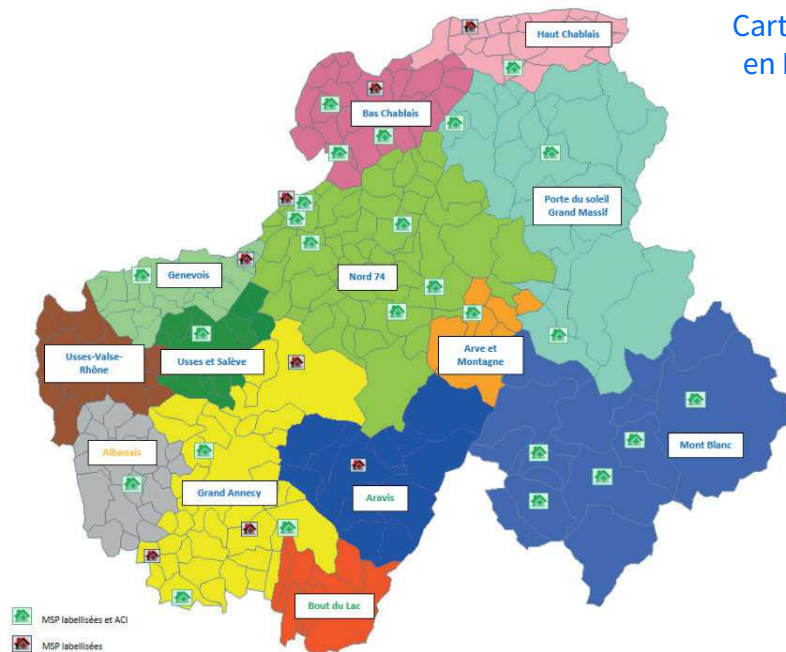 Cart
en
Haut Chablais
Bas Chablais
Porte du soleil
Grand Massif
Genevois
Nord 74
Usses-Valse-
Rhône
Usses et Salève
Arve et
Montagne
Mont Blanc
Albanais
Grand Annecy
Aravis
Bout du Lac
MSP labellisées et ACI
MSP labellisées